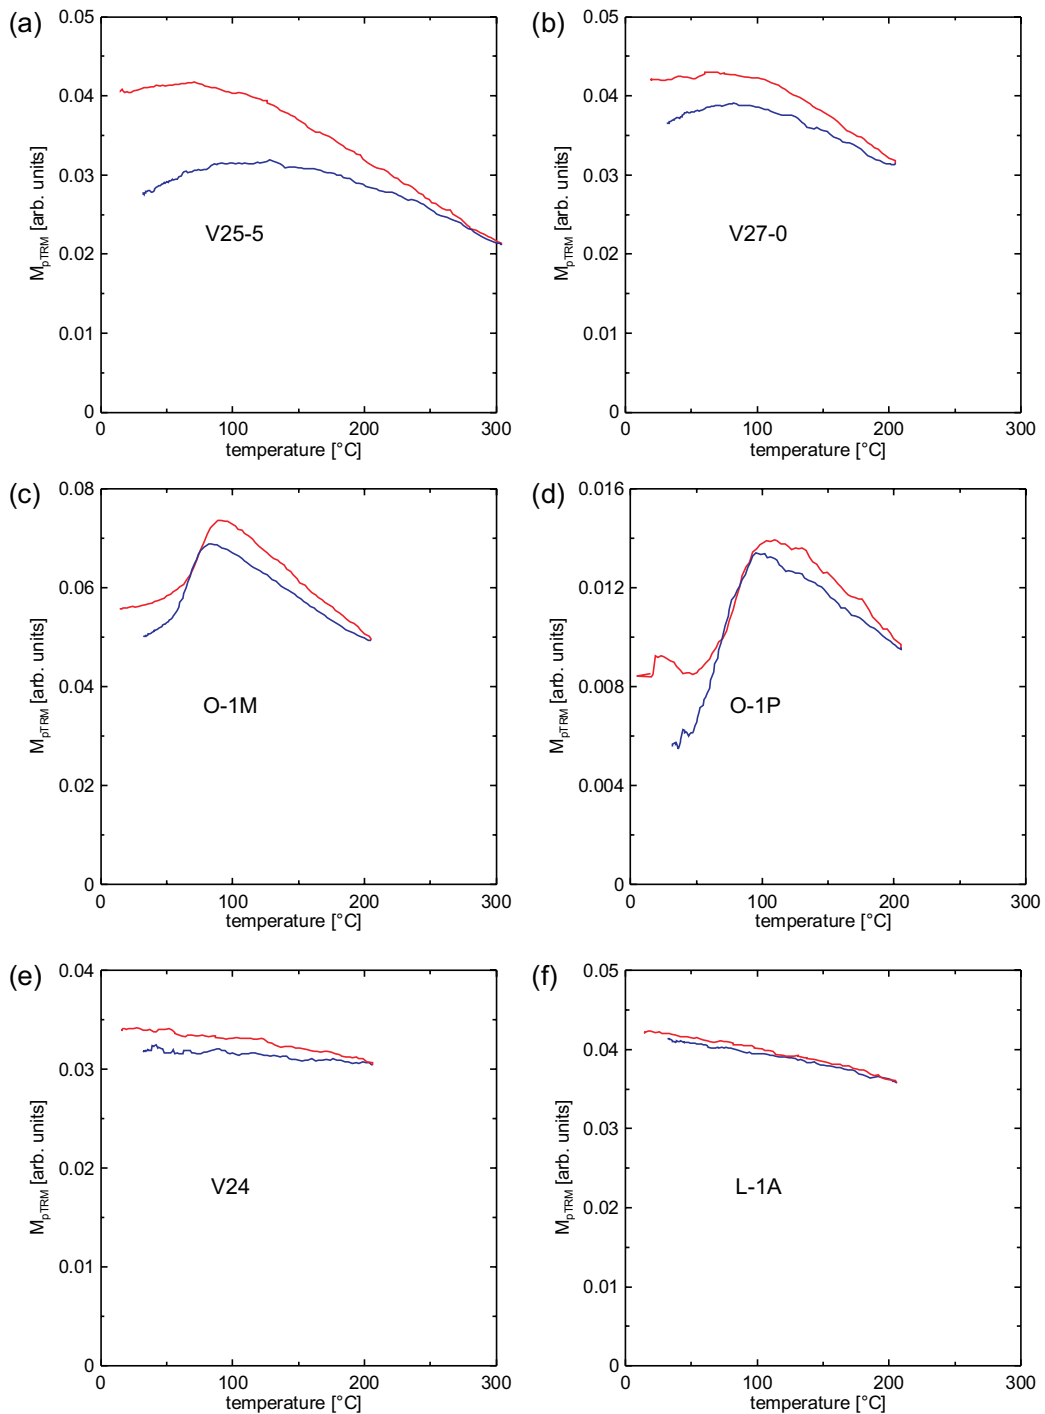 (a)
0.05
0.04
0.03
0.02
0.01
0
M_pTRM [arb. units]
V25-5
0 100 200 300
temperature [°C]
(b)
0.05
0.04
0.03
0.02
0.01
0
M_pTRM [arb. units]
V27-0
0 100 200 300
temperature [°C]
(c)
0.08
0.06
0.04
0.02
0
M_pTRM [arb. units]
O-1M
0 100 200 300
temperature [°C]
(d)
0.016
0.012
0.008
0.004
0
M_pTRM [arb. units]
O-1P
0 100 200 300
temperature [°C]
(e)
0.04
0.03
0.02
0.01
0
M_pTRM [arb. units]
V24
0 100 200 300
temperature [°C]
(f)
0.05
0.04
0.03
0.02
0.01
0
M_pTRM [arb. units]
L-1A
0 100 200 300
temperature [°C]